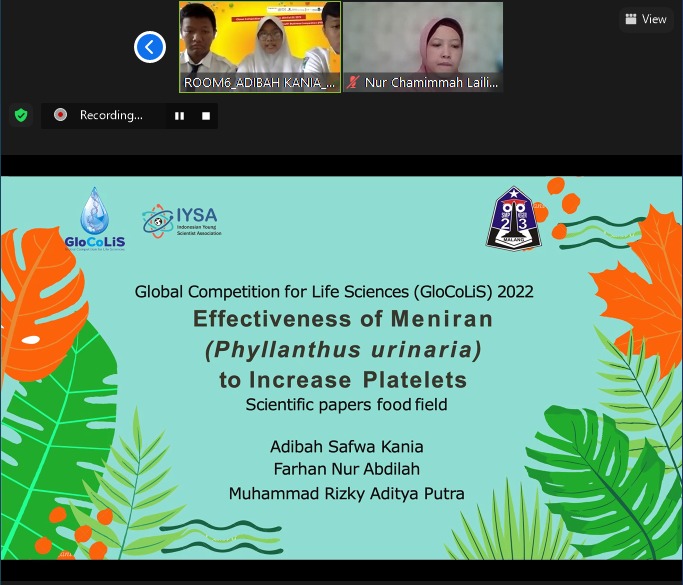 View
ROOM6_ADIBAH KANIA_...
Nur Chamimmah Laili...
Recording...
GloCoLiS
IYSA
Indonesian Young
Scientist Association
23
MALANG
Global Competition for Life Sciences (GloCoLiS) 2022
Effectiveness of Meniran
(Phyllanthus urinaria)
to Increase Platelets
Scientific papers food field
Adibah Safwa Kania
Farhan Nur Abdilah
Muhammad Rizky Aditya Putra